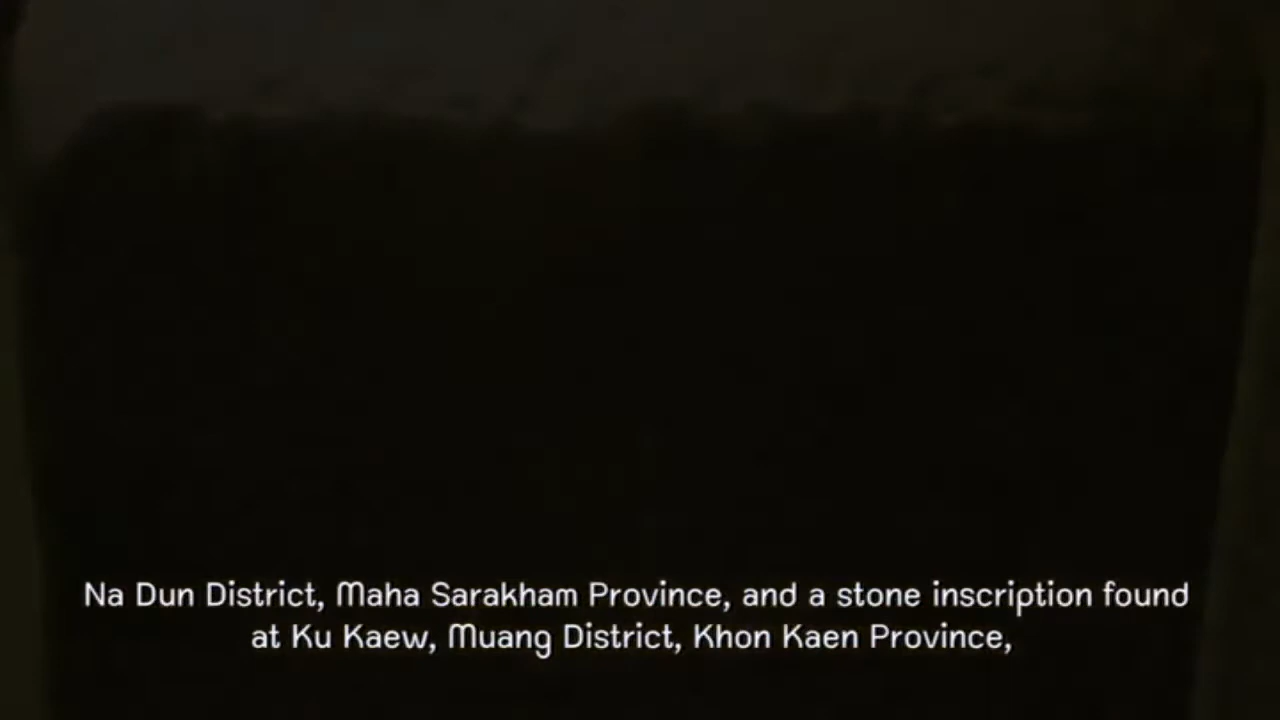 Na Dun District, Maha Sarakham Province, and a stone inscription found
at Ku Kaew, Muang District, Khon Kaen Province,